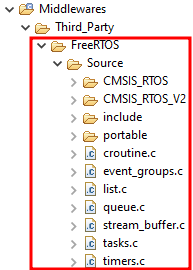 Middlewares
Third_Party
FreeRTOS
Source
CMSIS_RTOS
CMSIS_RTOS_V2
include
portable
croutine.c
event_groups.c
list.c
queue.c
stream_buffer.c
tasks.c
timers.c